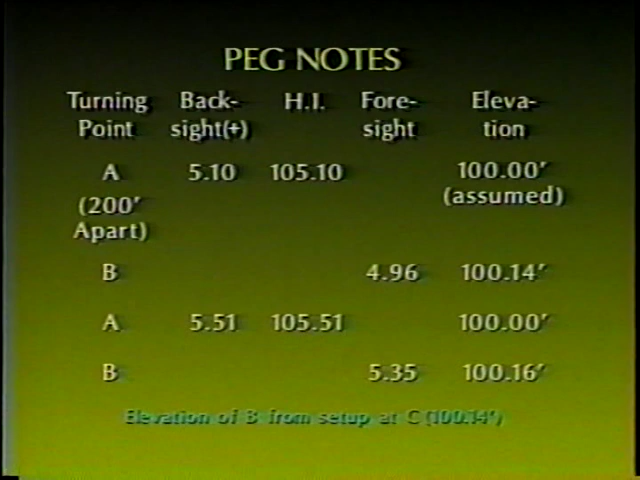 PEG NOTES
Turning Back- H.I. Fore- Eleva-
Point sight(+) sight tion
A 5.10 105.10 100.00′
(200′ (assumed)
Apart)
B 4.96 100.14′
A 5.51 105.51 100.00′
B 5.35 100.16′
Elevation of B from setup at C (100.14′)